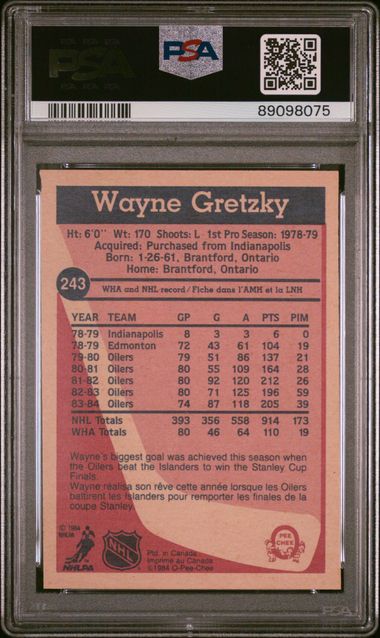 PSA
PSA
89098075
Wayne Gretzky
Ht: 6'0" Wt: 170 Shoots: L 1st Pro Season: 1978-79
Acquired: Purchased from Indianapolis
Born: 1-26-61, Brantford, Ontario
Home: Brantford, Ontario
243
WHA and NHL record/Fiche dans l'AMH et la LNH
YEAR TEAM GP G A PTS PIM
78-79 Indianapolis 8 3 3 6 0
78-79 Edmonton 72 43 61 104 19
79-80 Oilers 79 51 86 137 21
80-81 Oilers 80 55 109 164 28
81-82 Oilers 80 92 120 212 26
82-83 Oilers 80 71 125 196 59
83-84 Oilers 74 87 118 205 39
NHL Totals 393 356 558 914 173
WHA Totals 80 46 64 110 19
Wayne's biggest goal was achieved this season when
the Oilers beat the Islanders to win the Stanley Cup
Finals.
Wayne réalisa son rêve cette année lorsque les Oilers
battirent les Islanders pour remporter les finales de la
coupe Stanley.
© 1984
NHLPA
NHLPA
NHL
Ptd. in Canada
Imprimé au Canada
©1984 O-Pee-Chee
O
PEE
CHEE